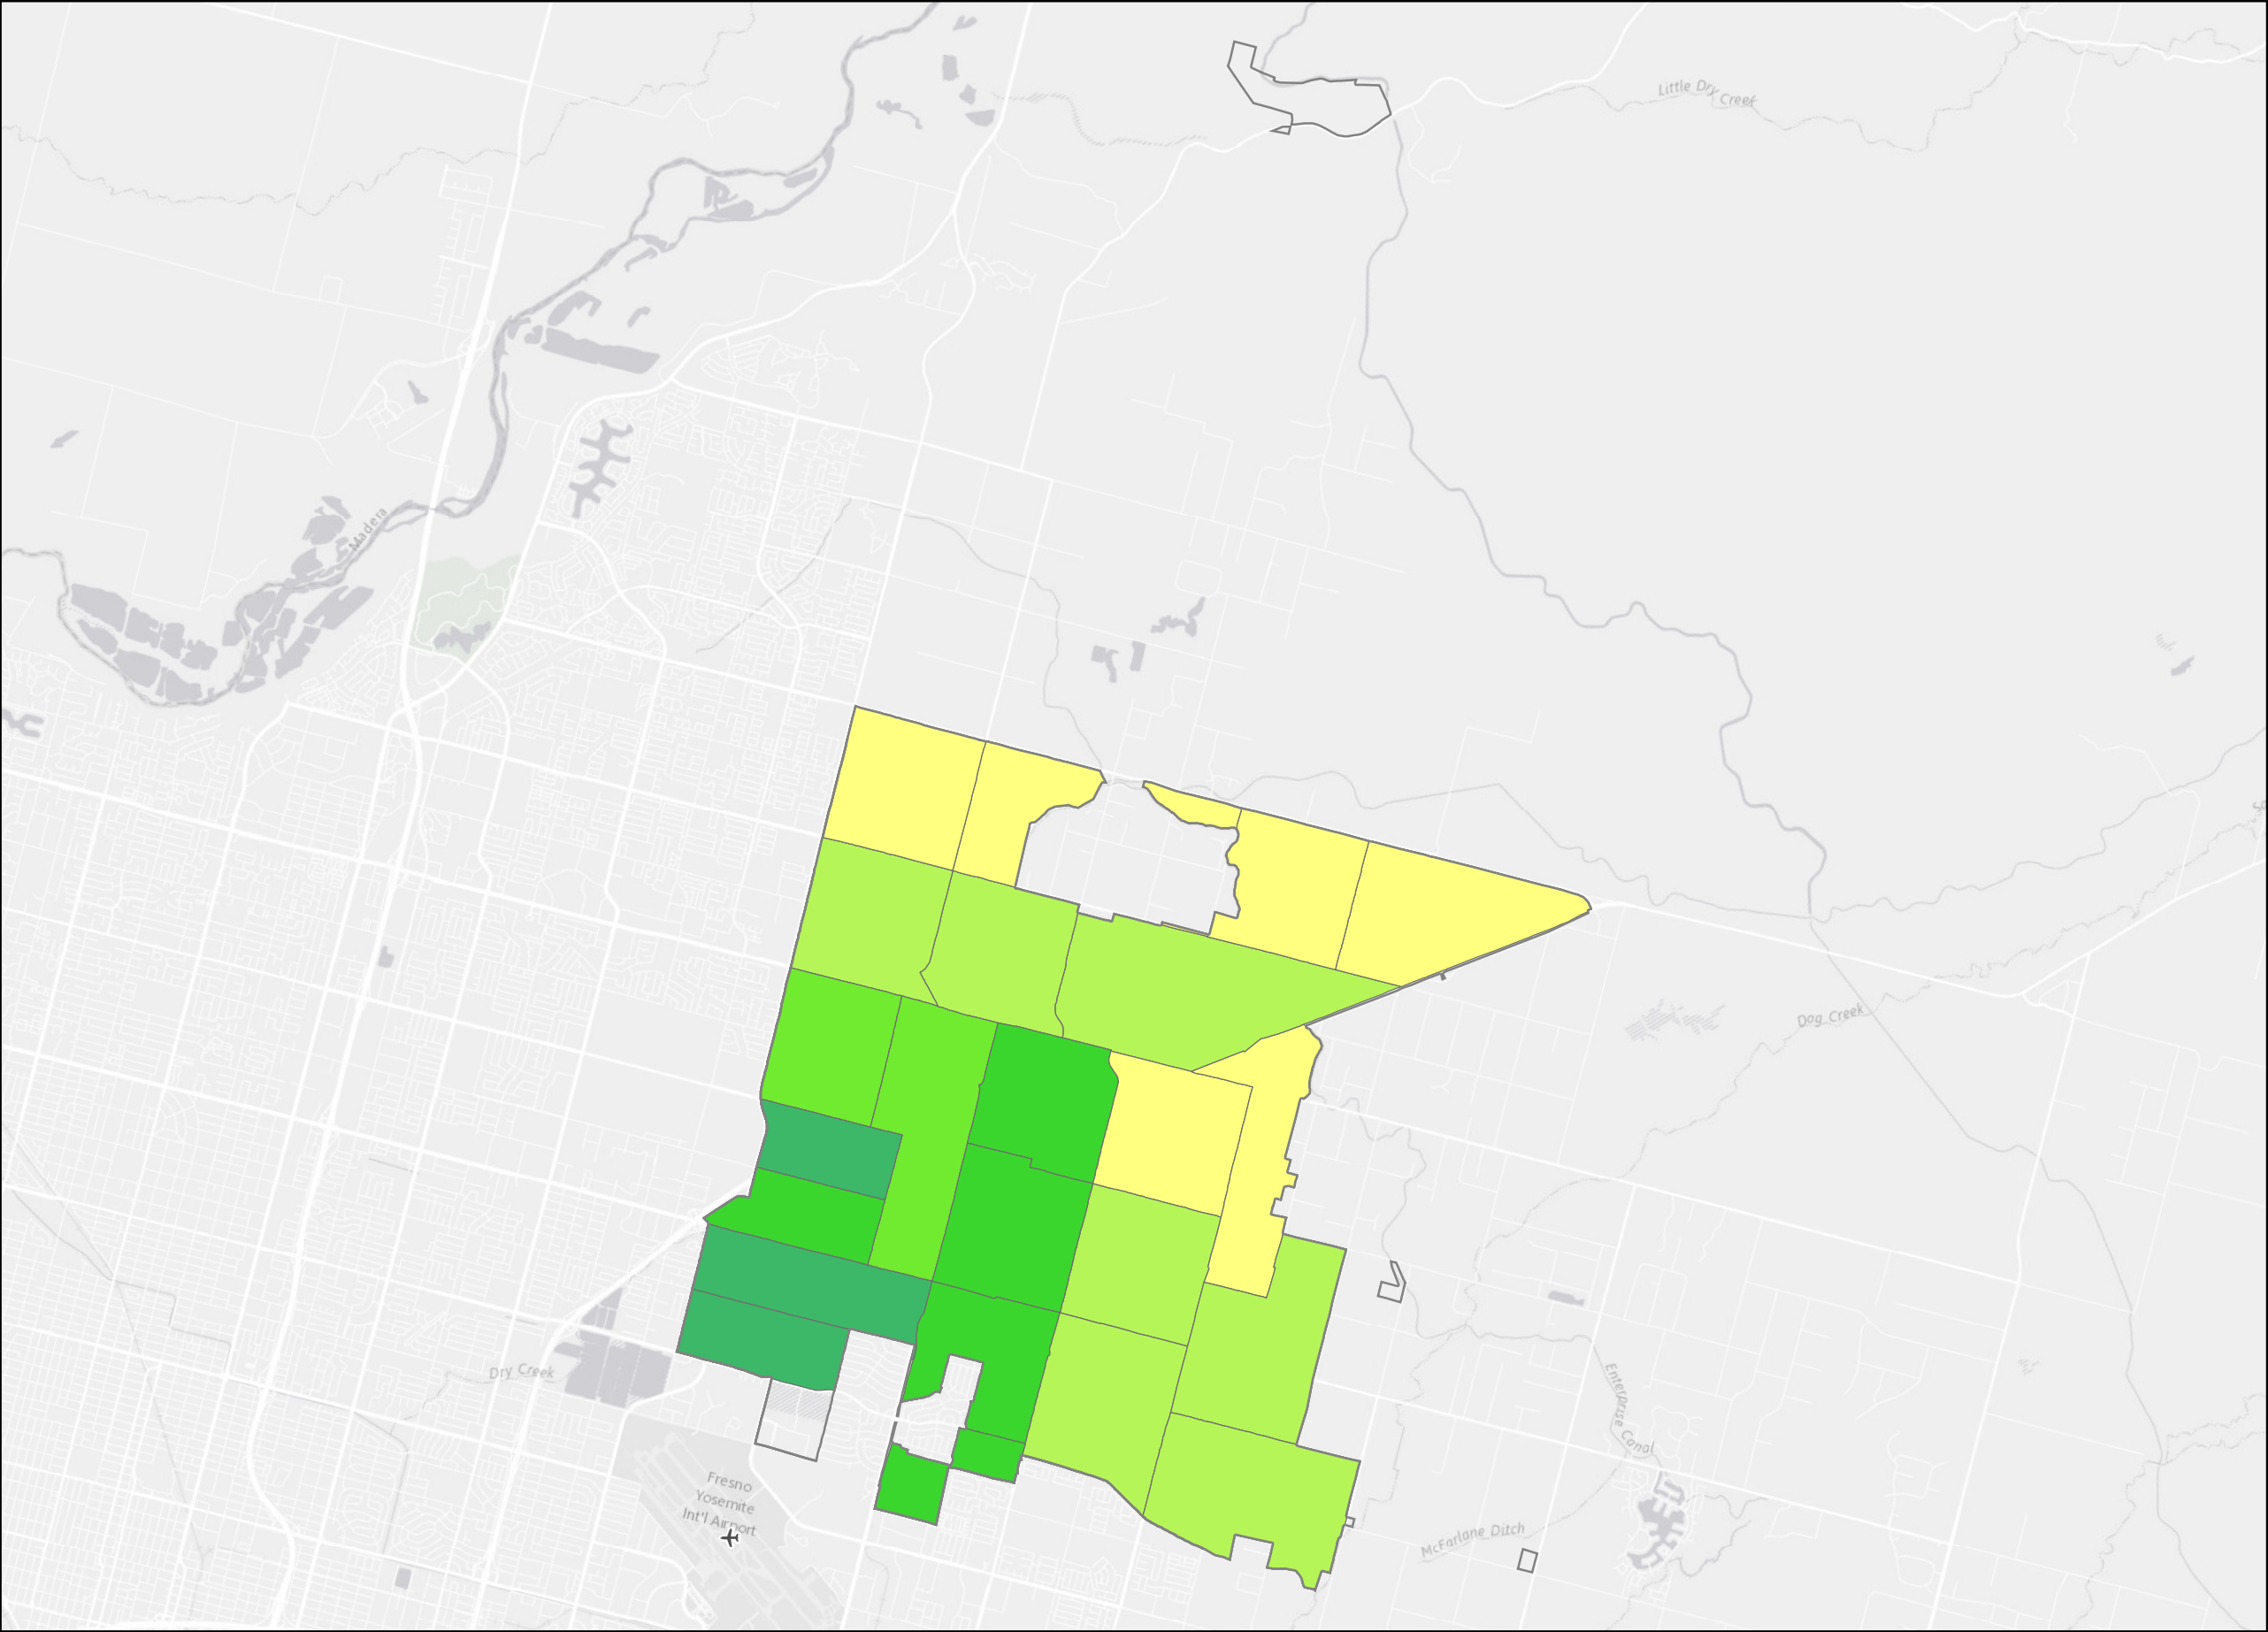 Little Dry Creek
Madera
Dog Creek
Dry Creek
Enterprise Canal
Fresno
Yosemite
Int'l Airport
McFarlane Ditch